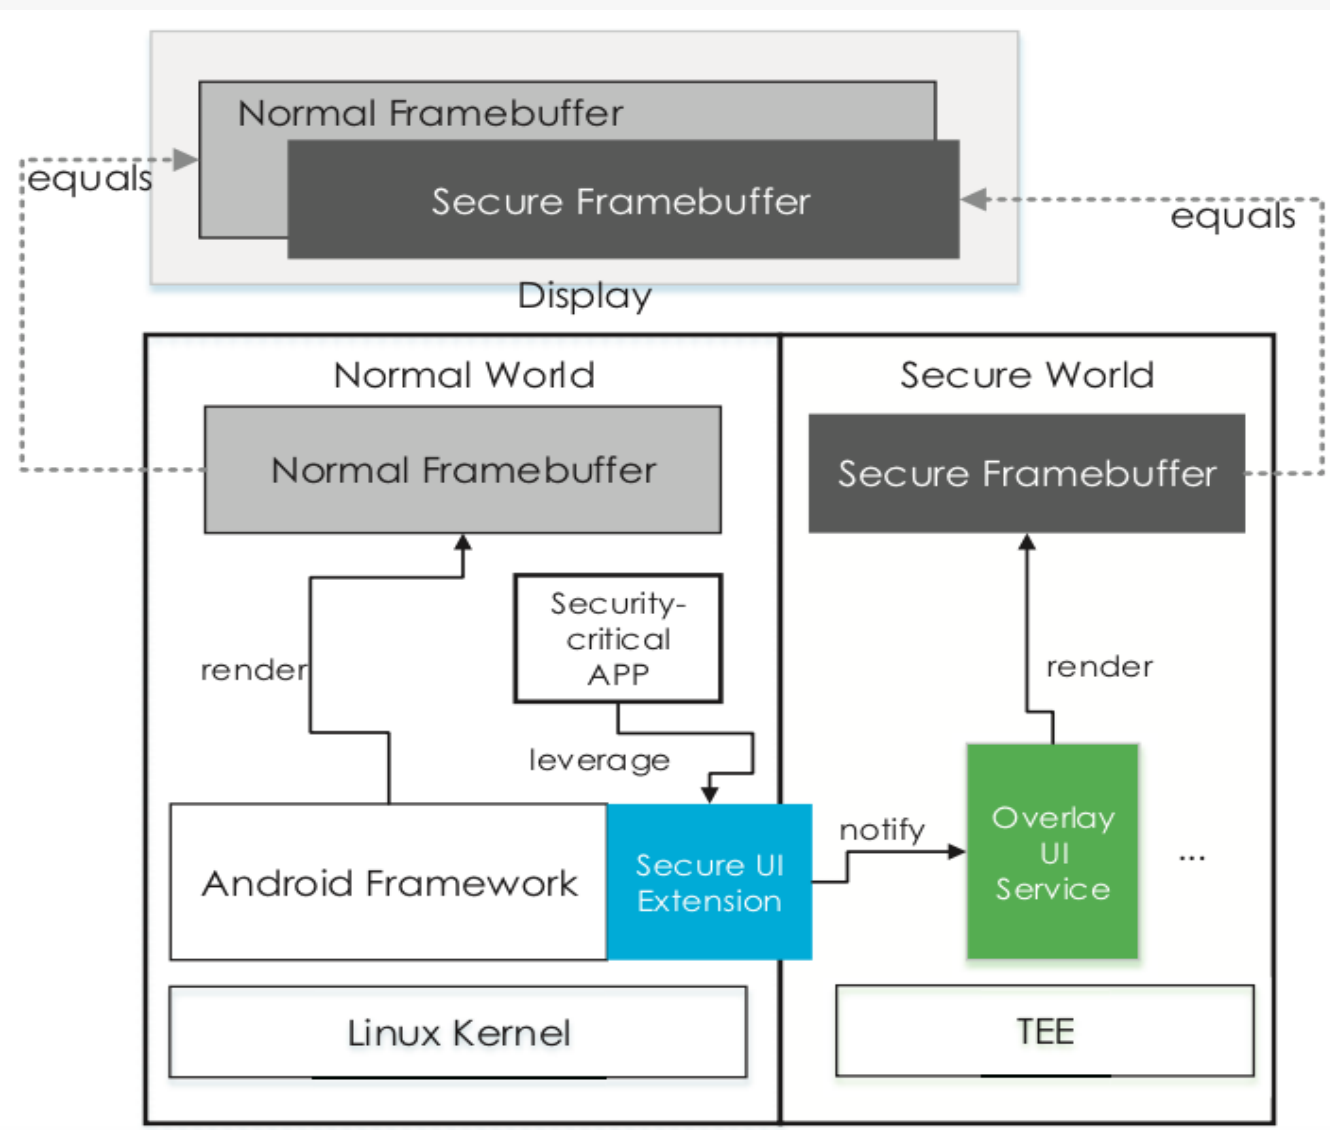 Normal Framebuffer
equals
Secure Framebuffer
equals
Display
Normal World
Secure World
Normal Framebuffer
Secure Framebuffer
Security-
critical
APP
render
render
leverage
notify
Overlay
UI
Service
...
Android Framework
Secure UI
Extension
Linux Kernel
TEE